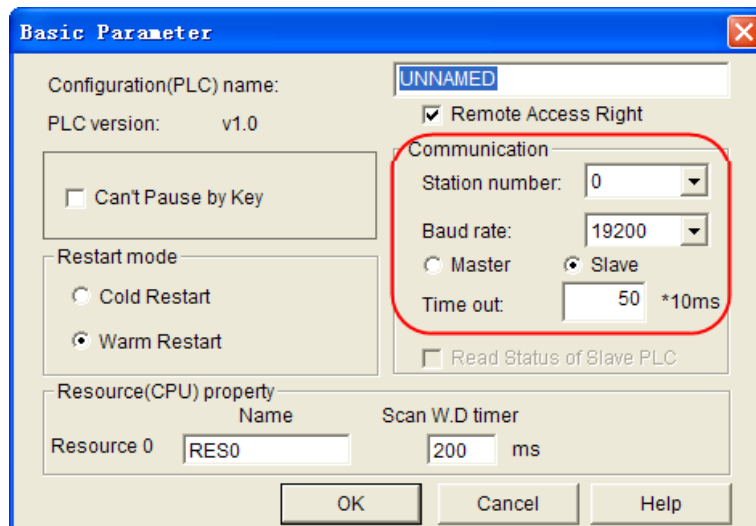 Basic Parameter
Configuration(PLC) name: UNNAMED
PLC version: v1.0
Remote Access Right
Can't Pause by Key
Communication
Station number: 0
Baud rate: 19200
Master Slave
Time out: 50 *10ms
Restart mode
Cold Restart
Warm Restart
Read Status of Slave PLC
Resource(CPU) property
Name Scan W.D timer
Resource 0 RES0 200 ms
OK Cancel Help